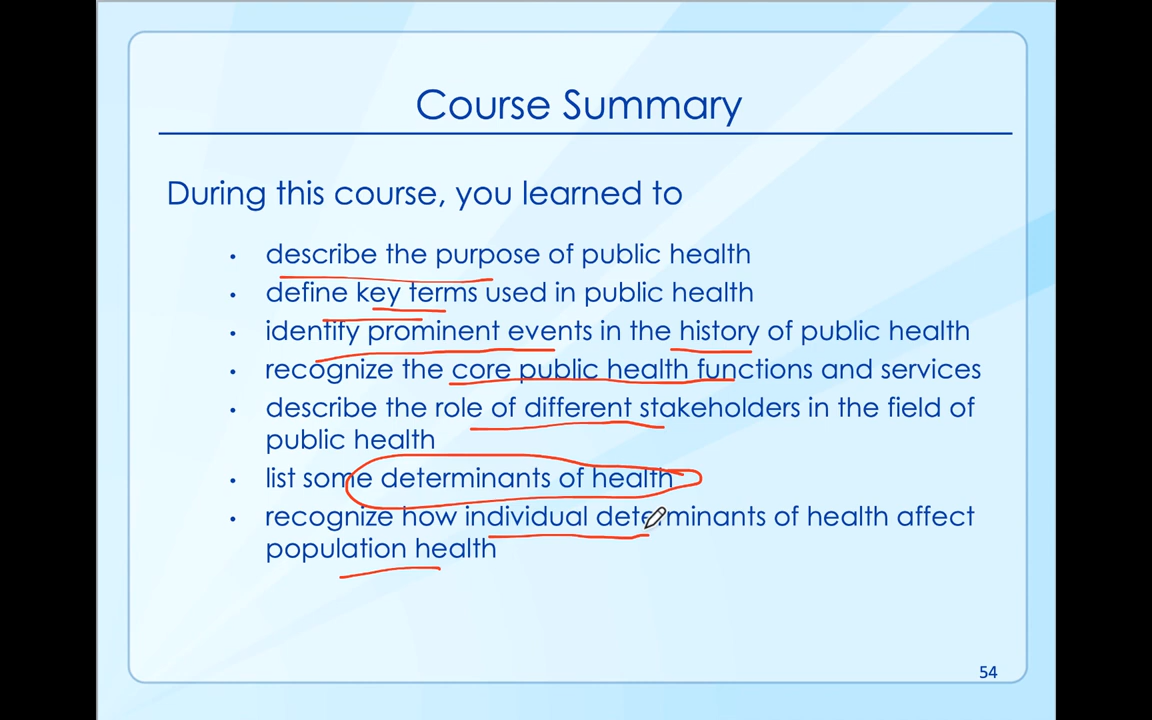 Course Summary
During this course, you learned to
• describe the purpose of public health
• define key terms used in public health
• identify prominent events in the history of public health
• recognize the core public health functions and services
• describe the role of different stakeholders in the field of
public health
• list some determinants of health
• recognize how individual determinants of health affect
population health
54